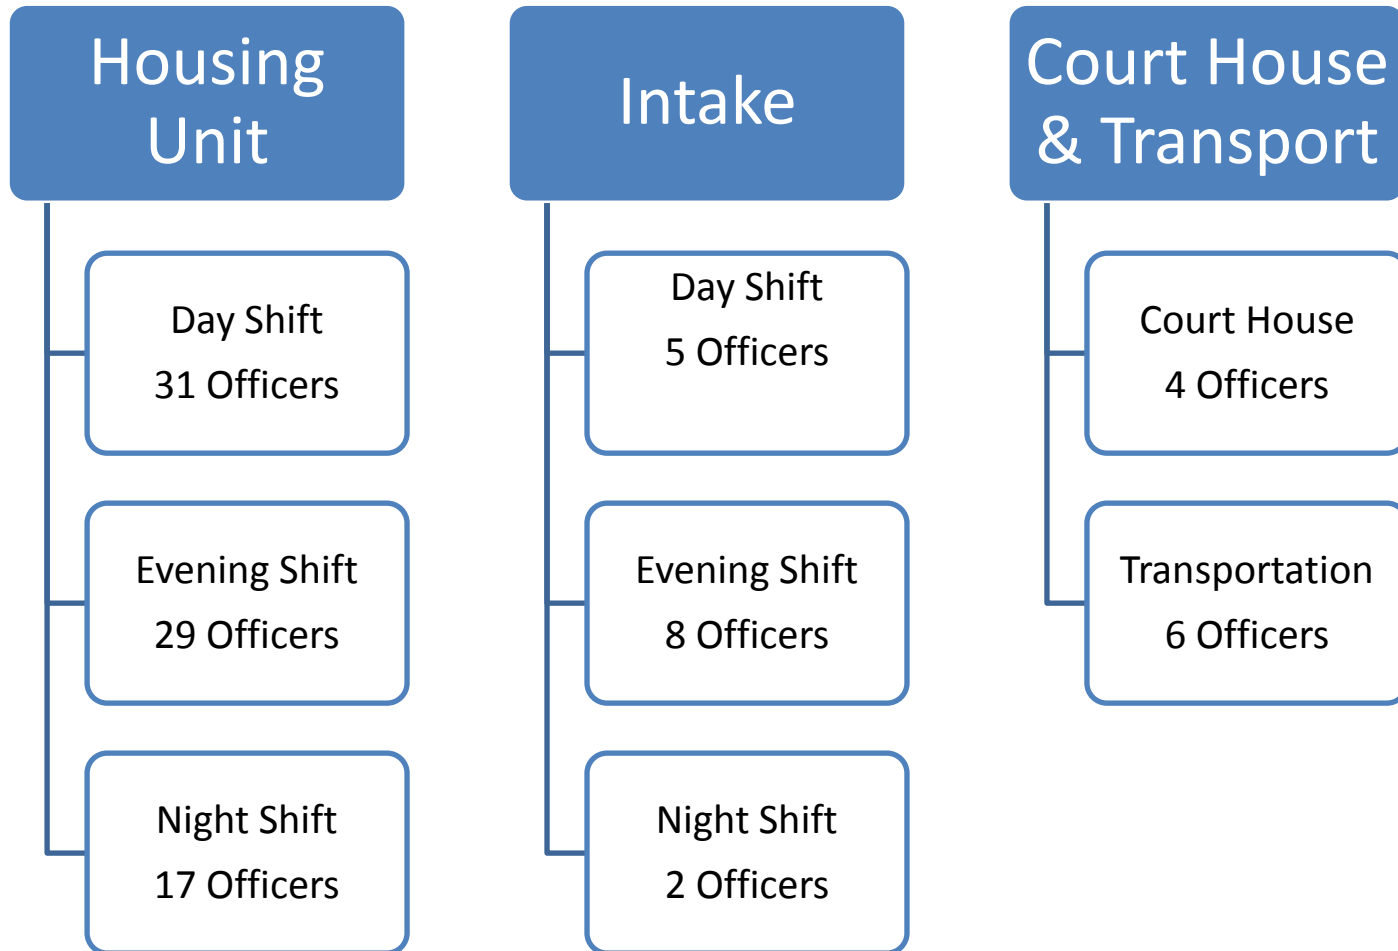 Housing
Unit
Day Shift
31 Officers
Evening Shift
29 Officers
Night Shift
17 Officers
Intake
Day Shift
5 Officers
Evening Shift
8 Officers
Night Shift
2 Officers
Court House
& Transport
Court House
4 Officers
Transportation
6 Officers